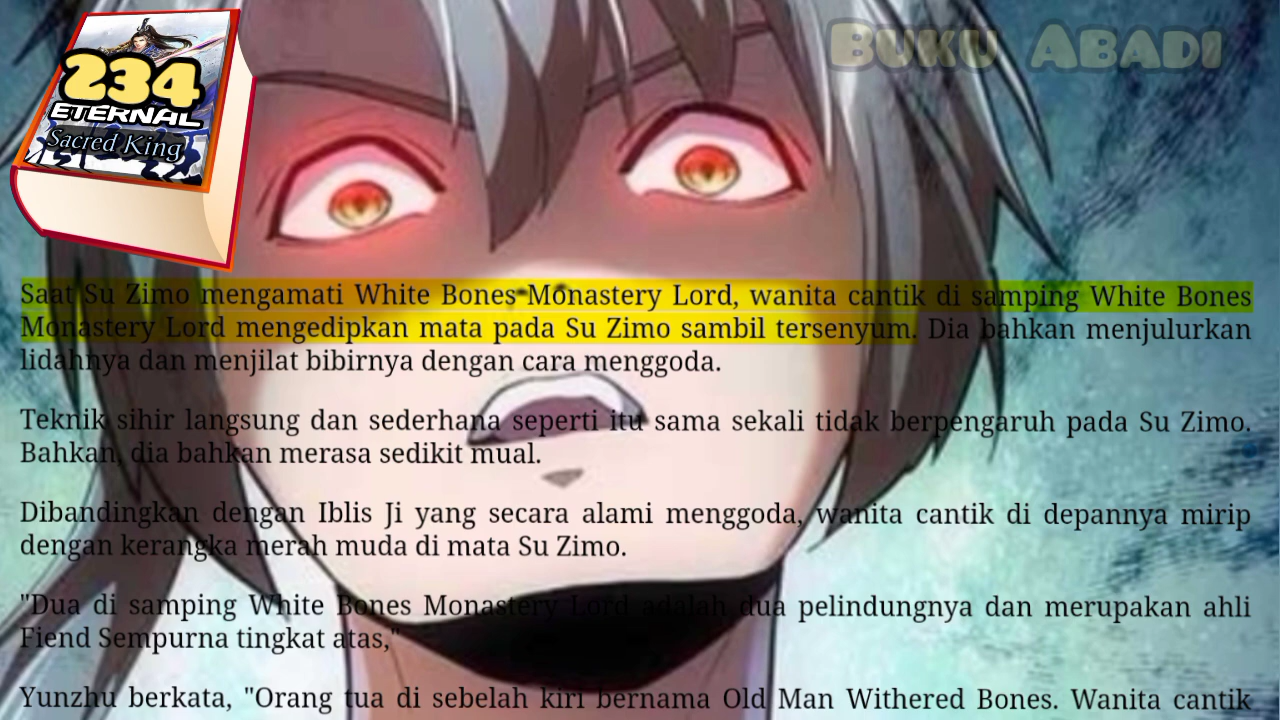 Buku Abadi
234
ETERNAL
Sacred King
Saat Su Zimo mengamati White Bones Monastery Lord, wanita cantik di samping White Bones
Monastery Lord mengedipkan mata pada Su Zimo sambil tersenyum. Dia bahkan menjulurkan
lidahnya dan menjilat bibirnya dengan cara menggoda.
Teknik sihir langsung dan sederhana seperti itu sama sekali tidak berpengaruh pada Su Zimo.
Bahkan, dia bahkan merasa sedikit mual.
Dibandingkan dengan Iblis Ji yang secara alami menggoda, wanita cantik di depannya mirip
dengan kerangka merah muda di mata Su Zimo.
"Dua di samping White Bones Monastery Lord adalah dua pelindungnya dan merupakan ahli
Fiend Sempurna tingkat atas,"
Yunzhu berkata, "Orang tua di sebelah kiri bernama Old Man Withered Bones. Wanita cantik